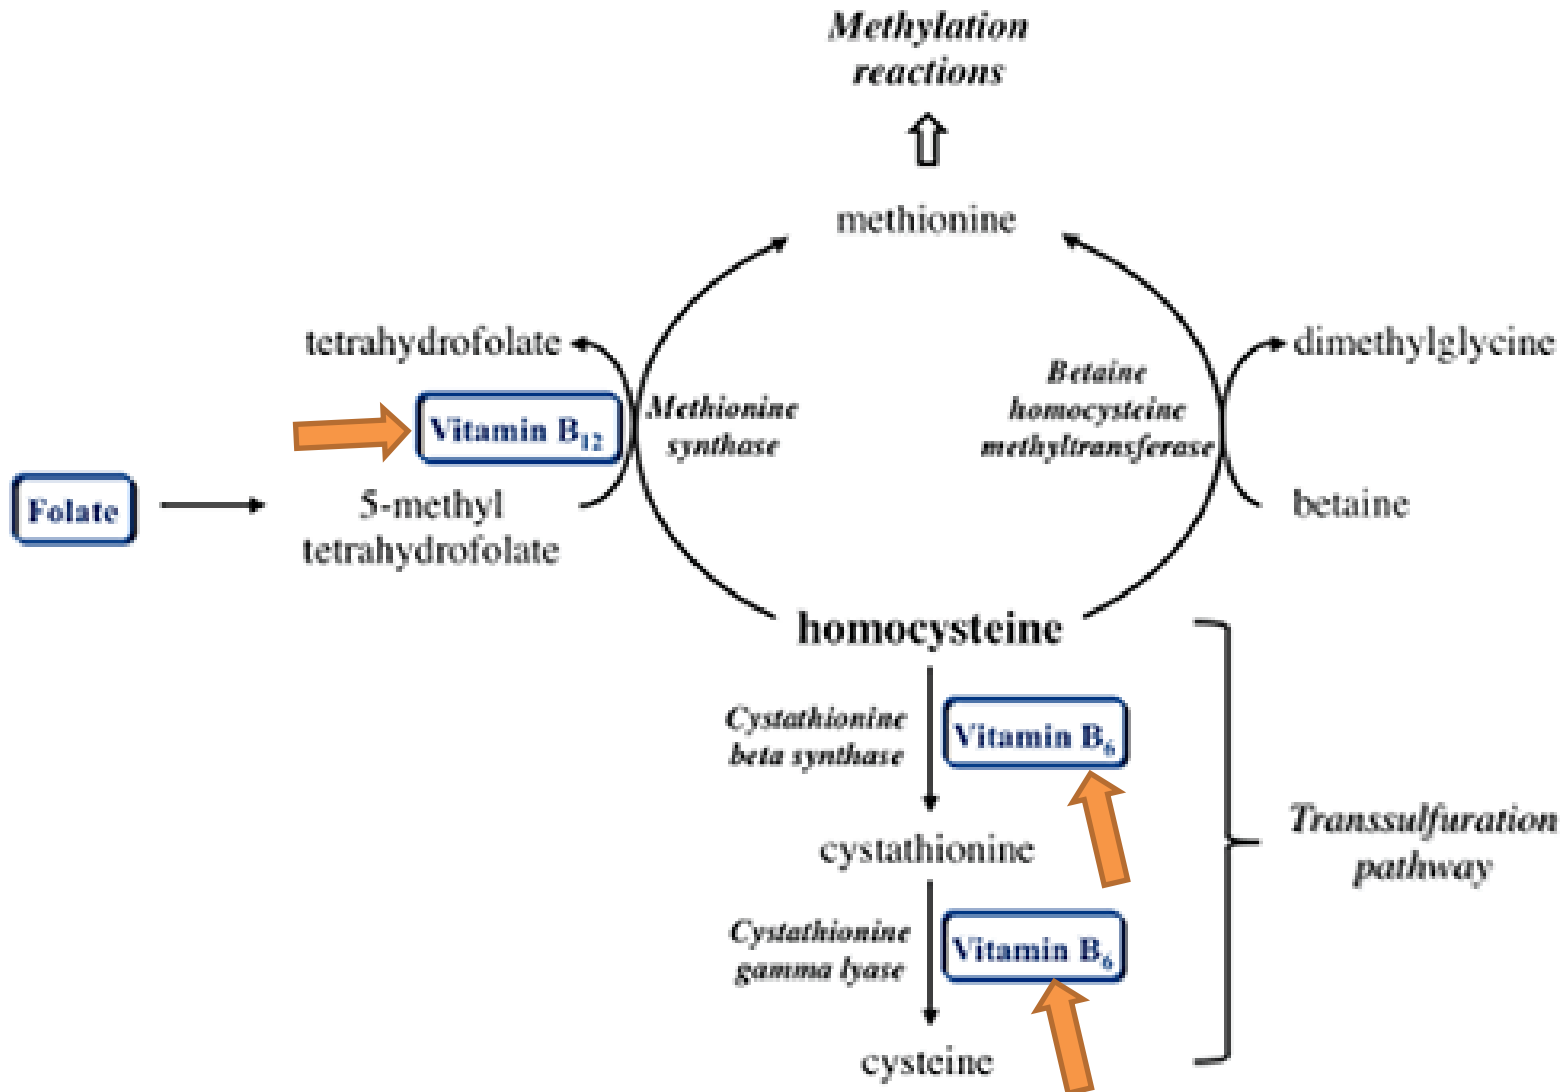 Methylation
reactions
methionine
tetrahydrofolate
dimethylglycine
Vitamin B₁₂
Methionine
synthase
Betaine
homocysteine
methyltransferase
Folate
5-methyl
tetrahydrofolate
betaine
homocysteine
Cystathionine
beta synthase
Vitamin B₆
cystathionine
Transsulfuration
pathway
Cystathionine
gamma lyase
Vitamin B₆
cysteine